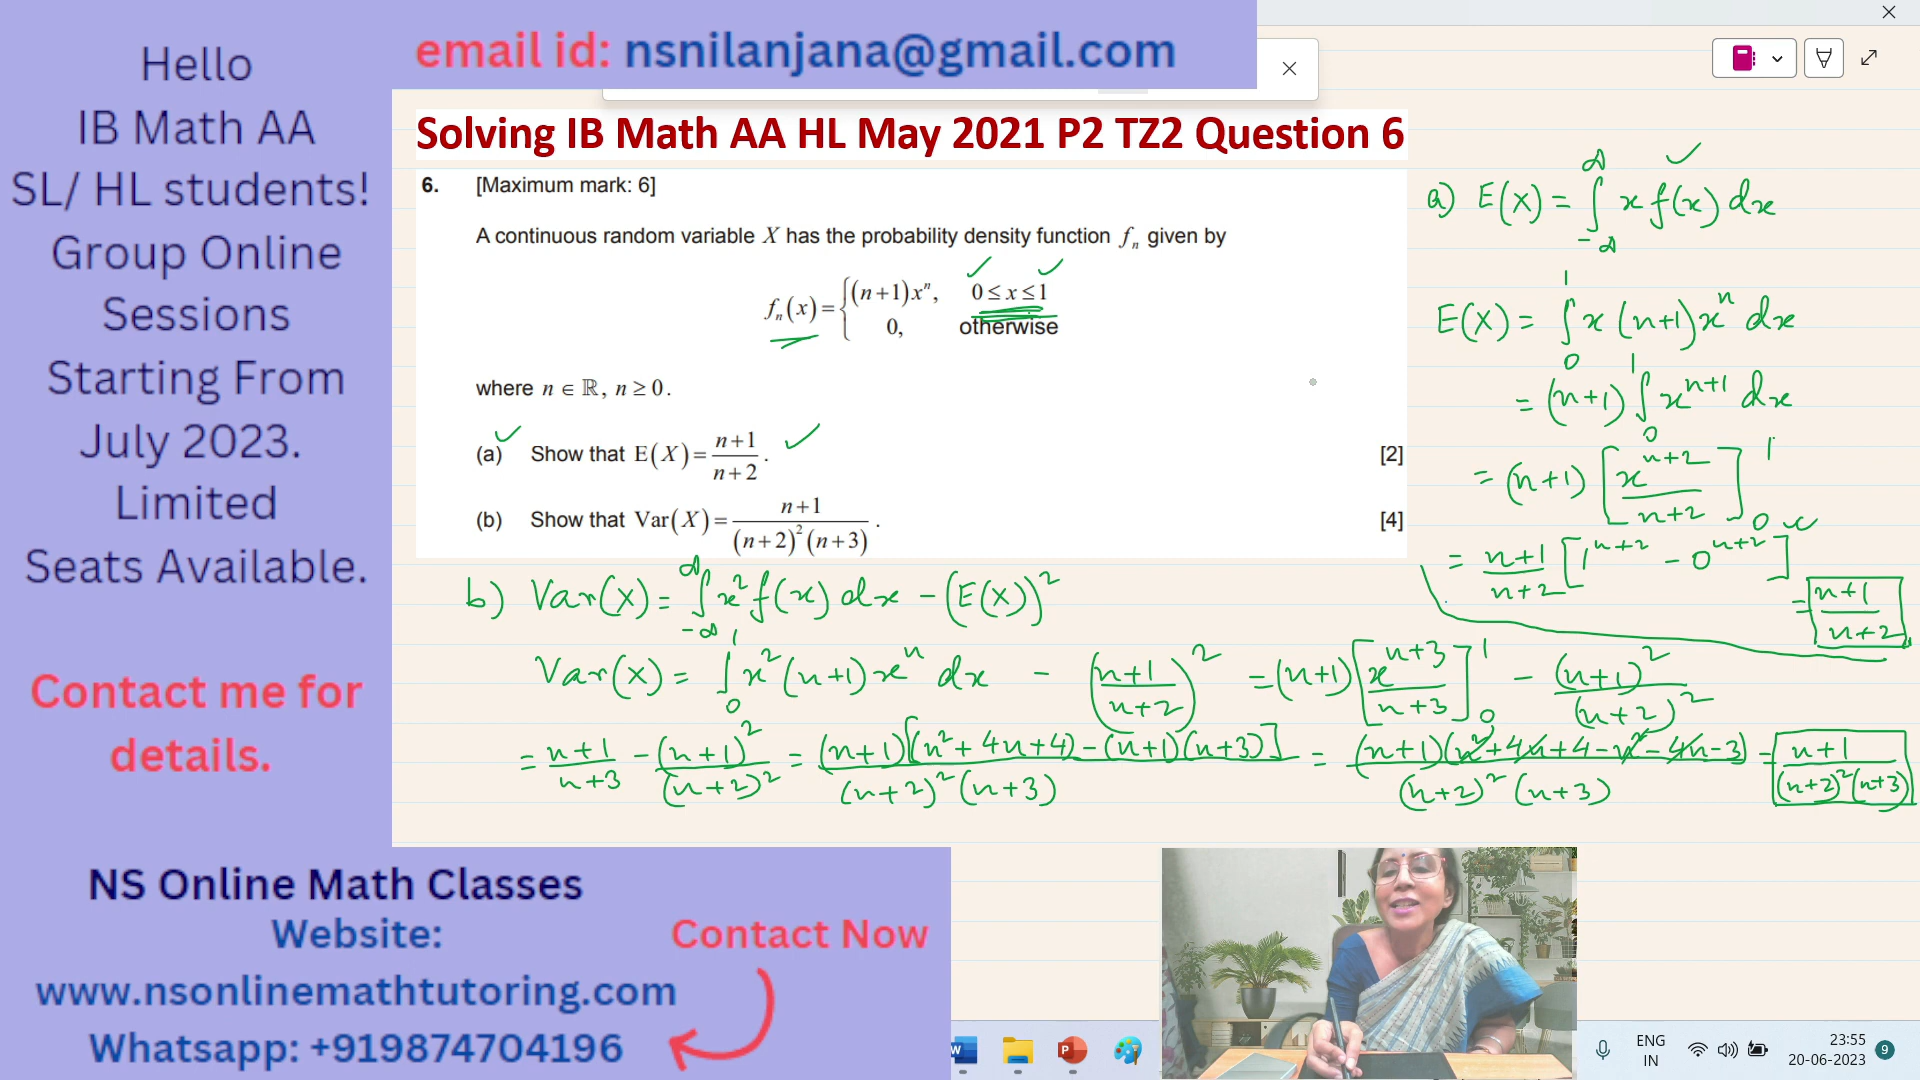 Hello
IB Math AA
SL/ HL students!
Group Online
Sessions
Starting From
July 2023.
Limited
Seats Available.
Contact me for
details.
email id: nsnilanjana@gmail.com
Solving IB Math AA HL May 2021 P2 TZ2 Question 6
6. [Maximum mark: 6]
A continuous random variable X has the probability density function fₙ given by
fₙ(x) = { (n+1)xⁿ, 0 ≤ x ≤ 1
0, otherwise
where n ∈ ℝ, n ≥ 0.
(a) Show that E(X) = (n+1)/(n+2). [2]
(b) Show that Var(X) = (n+1)/((n+2)²(n+3)). [4]
a) E(X) = ∫_{-∞}^{∞} x f(x) dx
E(X) = ∫₀¹ x (n+1) xⁿ dx
= (n+1) ∫₀¹ xⁿ⁺¹ dx
= (n+1) [xⁿ⁺²/(n+2)]₀¹
= (n+1)/(n+2) [1ⁿ⁺² - 0ⁿ⁺²]
= (n+1)/(n+2)
b) Var(X) = ∫_{-∞}^{∞} x² f(x) dx - (E(X))²
Var(X) = ∫₀¹ x² (n+1) xⁿ dx - ((n+1)/(n+2))² = (n+1) [xⁿ⁺³/(n+3)]₀¹ - (n+1)²/(n+2)²
= (n+1)/(n+3) - (n+1)²/(n+2)² = (n+1)[(n²+4n+4) - (n+1)(n+3)]/((n+2)²(n+3)) = (n+1)(n²+4n+4-n²-4n-3)/((n+2)²(n+3)) = (n+1)/((n+2)²(n+3))
NS Online Math Classes
Website:
www.nsonlinemathtutoring.com
Whatsapp: +919874704196
Contact Now
W
P
ENG
IN
23:55
20-06-2023
9